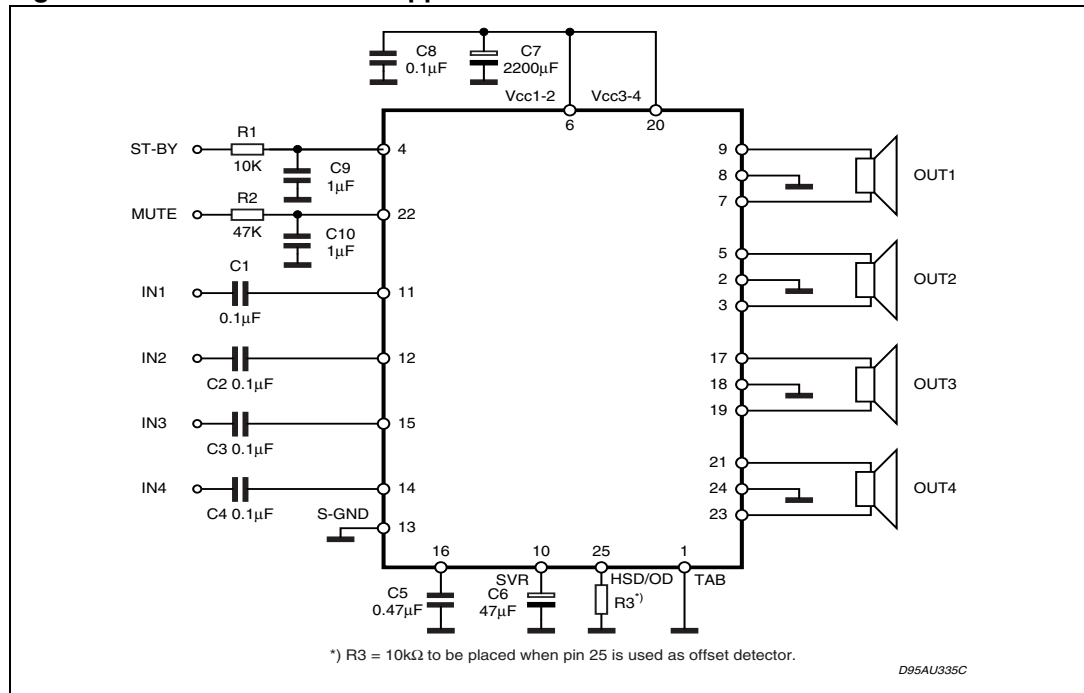 C8
0.1μF
C7
2200μF
Vcc1-2
Vcc3-4
6
20
ST-BY
R1
10K
4
C9
1μF
MUTE
R2
47K
22
C10
1μF
IN1
C1
0.1μF
11
IN2
C2 0.1μF
12
IN3
C3 0.1μF
15
IN4
C4 0.1μF
14
S-GND
13
9
8
7
OUT1
5
2
3
OUT2
17
18
19
OUT3
21
24
23
OUT4
16
10
25
1
C5
0.47μF
SVR
C6
47μF
HSD/OD
R3*)
TAB
*) R3 = 10kΩ to be placed when pin 25 is used as offset detector.
D95AU335C